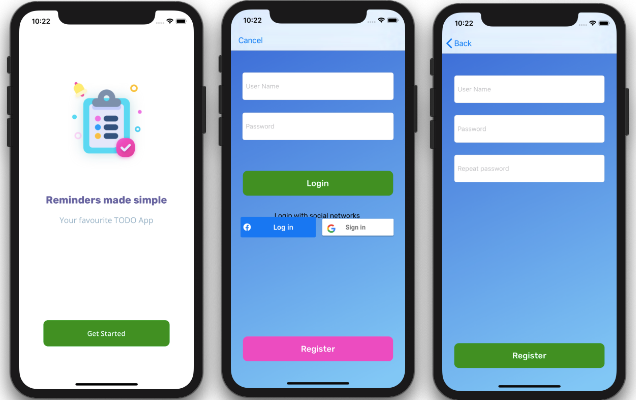 10:22
Reminders made simple
Your favourite TODO App
Get Started
10:22
Cancel
User Name
Password
Login
Login with social networks
Log in
Sign in
Register
10:22
Back
User Name
Password
Repeat password
Register